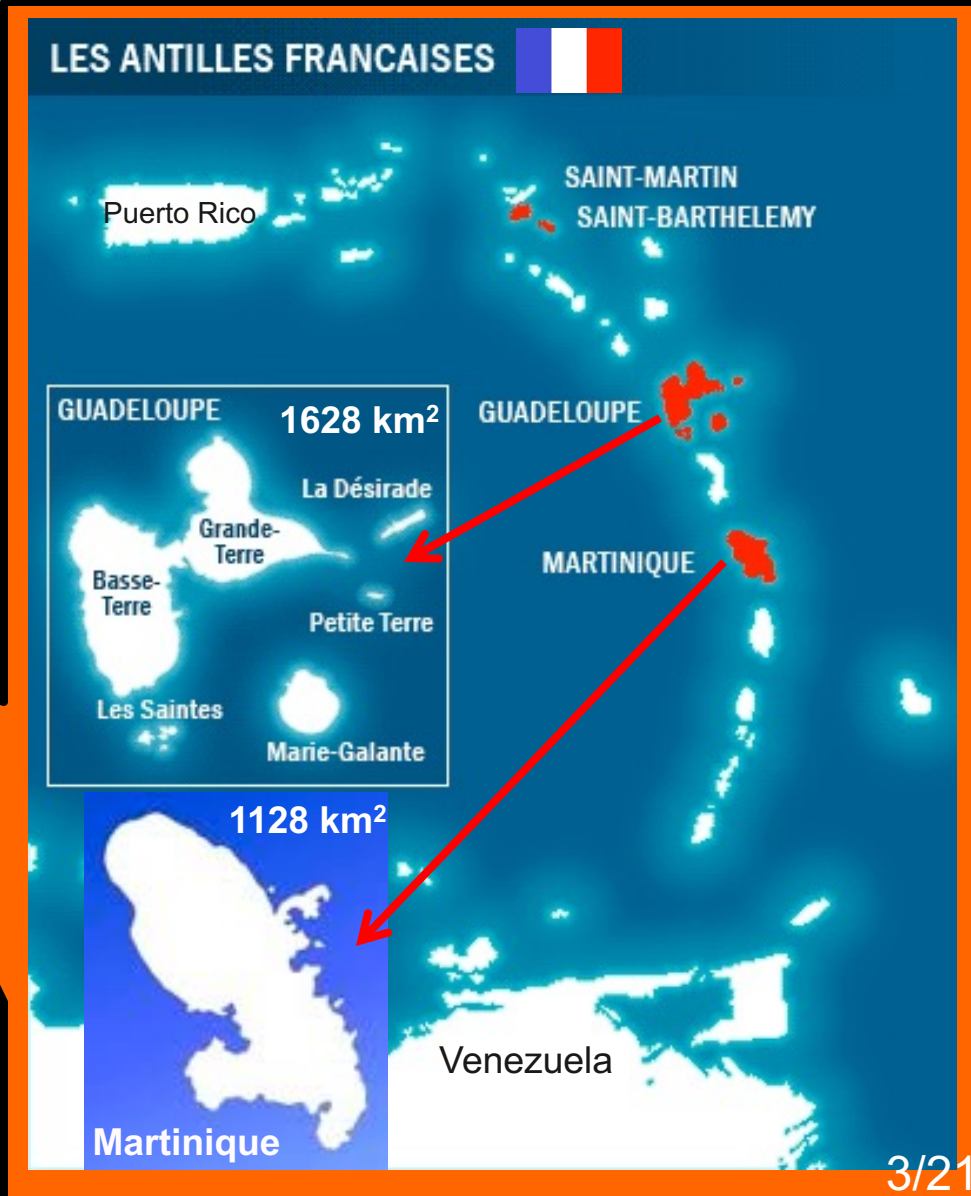 LES ANTILLES FRANCAISES
SAINT-MARTIN
SAINT-BARTHELEMY
Puerto Rico
GUADELOUPE
1628 km²
GUADELOUPE
La Désirade
Grande-
Terre
Basse-
Terre
Petite Terre
Les Saintes
Marie-Galante
MARTINIQUE
1128 km²
Martinique
Venezuela
3/21